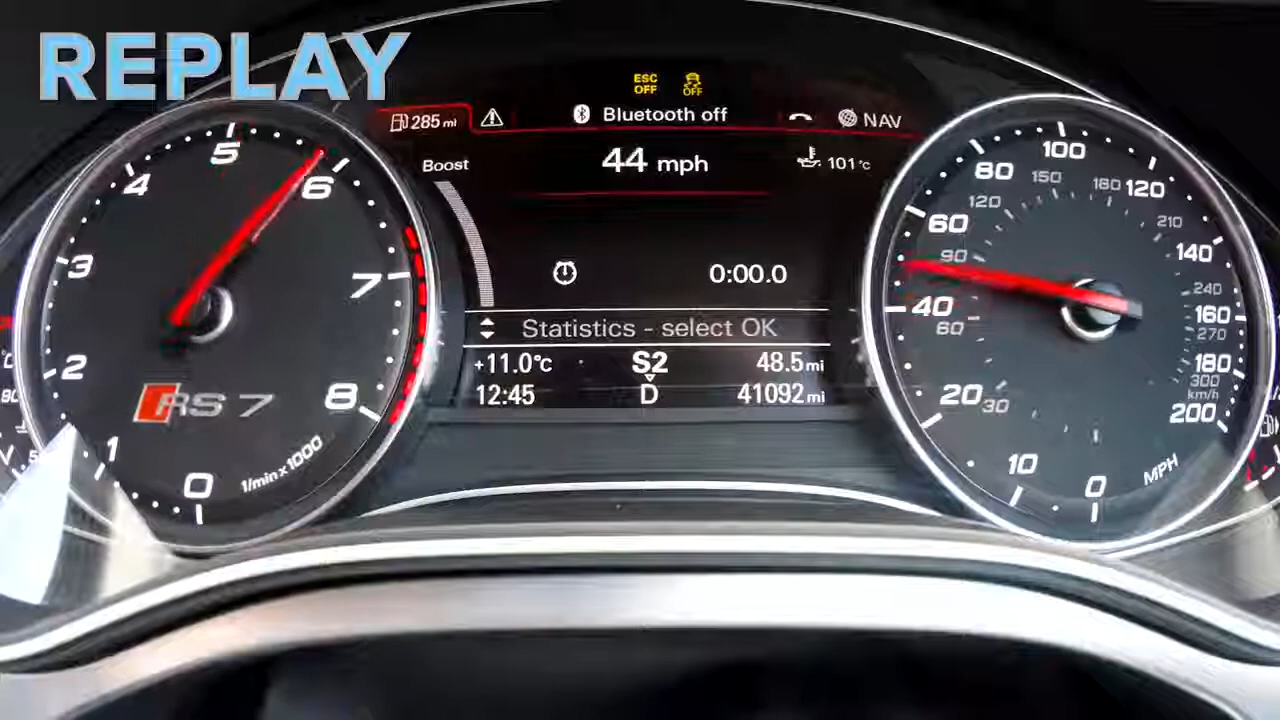 REPLAY
ESC OFF
OFF
285 mi
Bluetooth off
NAV
Boost
44 mph
101 °C
0:00.0
Statistics - select OK
+11.0°C
S2
48.5 mi
12:45
D
41092 mi
0
1
2
3
4
5
6
7
8
RS 7
1/min x 1000
0
10
20
40
60
80
100
120
140
160
180
200
MPH
30
60
90
120
150
180
210
240
270
300
km/h